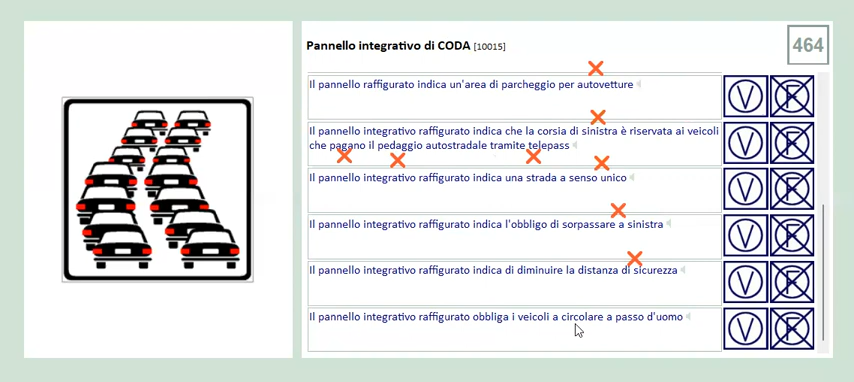 Pannello integrativo di CODA [10015]
464
Il pannello raffigurato indica un'area di parcheggio per autovetture
V F
Il pannello integrativo raffigurato indica che la corsia di sinistra è riservata ai veicoli
che pagano il pedaggio autostradale tramite telepass
V F
Il pannello integrativo raffigurato indica una strada a senso unico
V F
Il pannello integrativo raffigurato indica l'obbligo di sorpassare a sinistra
V F
Il pannello integrativo raffigurato indica di diminuire la distanza di sicurezza
V F
Il pannello integrativo raffigurato obbliga i veicoli a circolare a passo d'uomo
V F